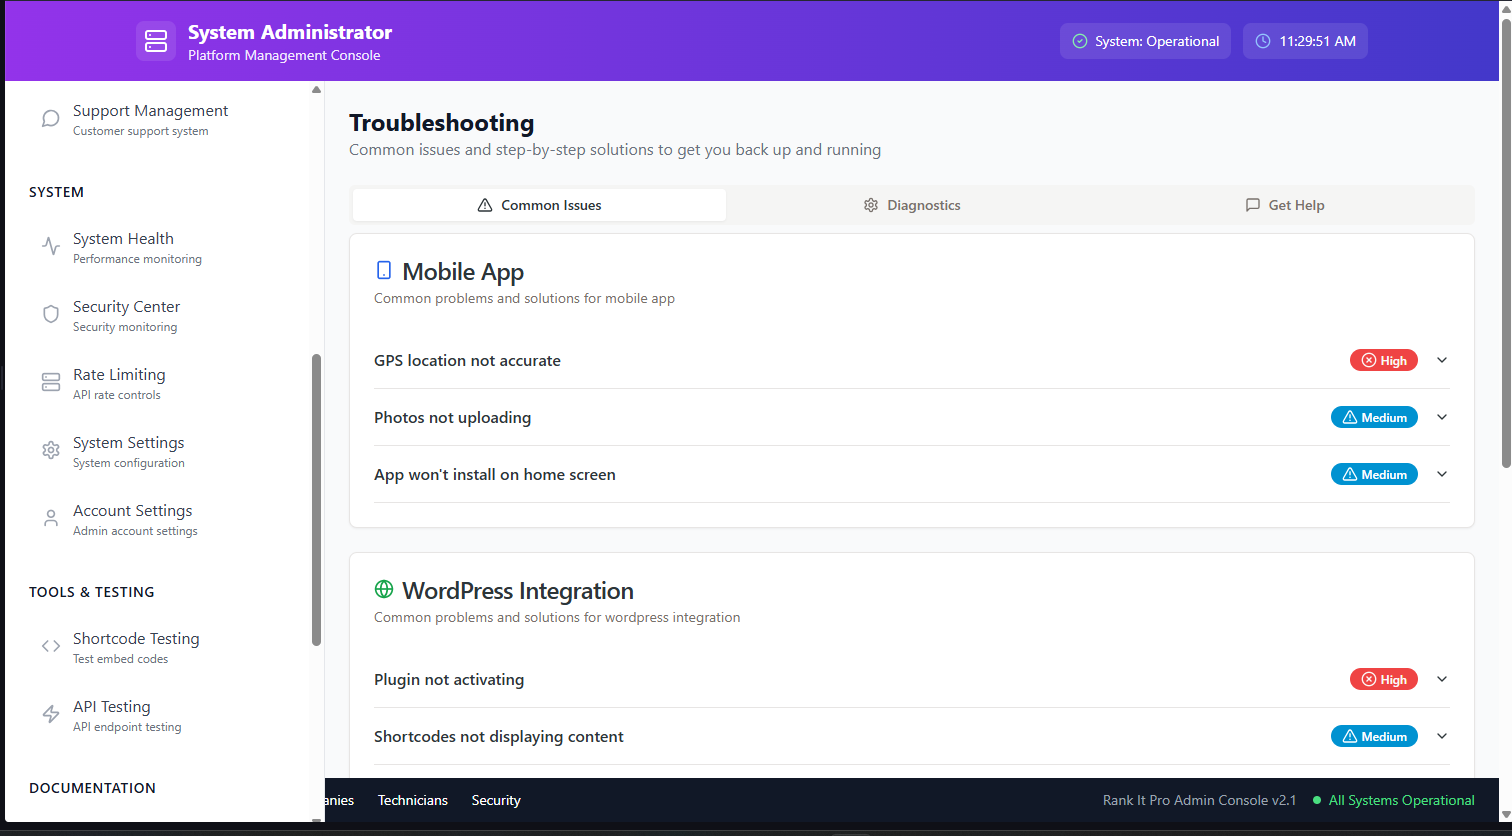 System Administrator
Platform Management Console
System: Operational
11:29:51 AM
Support Management
Customer support system
SYSTEM
System Health
Performance monitoring
Security Center
Security monitoring
Rate Limiting
API rate controls
System Settings
System configuration
Account Settings
Admin account settings
TOOLS & TESTING
Shortcode Testing
Test embed codes
API Testing
API endpoint testing
DOCUMENTATION
Troubleshooting
Common issues and step-by-step solutions to get you back up and running
Common Issues
Diagnostics
Get Help
Mobile App
Common problems and solutions for mobile app
GPS location not accurate
High
Photos not uploading
Medium
App won't install on home screen
Medium
WordPress Integration
Common problems and solutions for wordpress integration
Plugin not activating
High
Shortcodes not displaying content
Medium
anies
Technicians
Security
Rank It Pro Admin Console v2.1
All Systems Operational